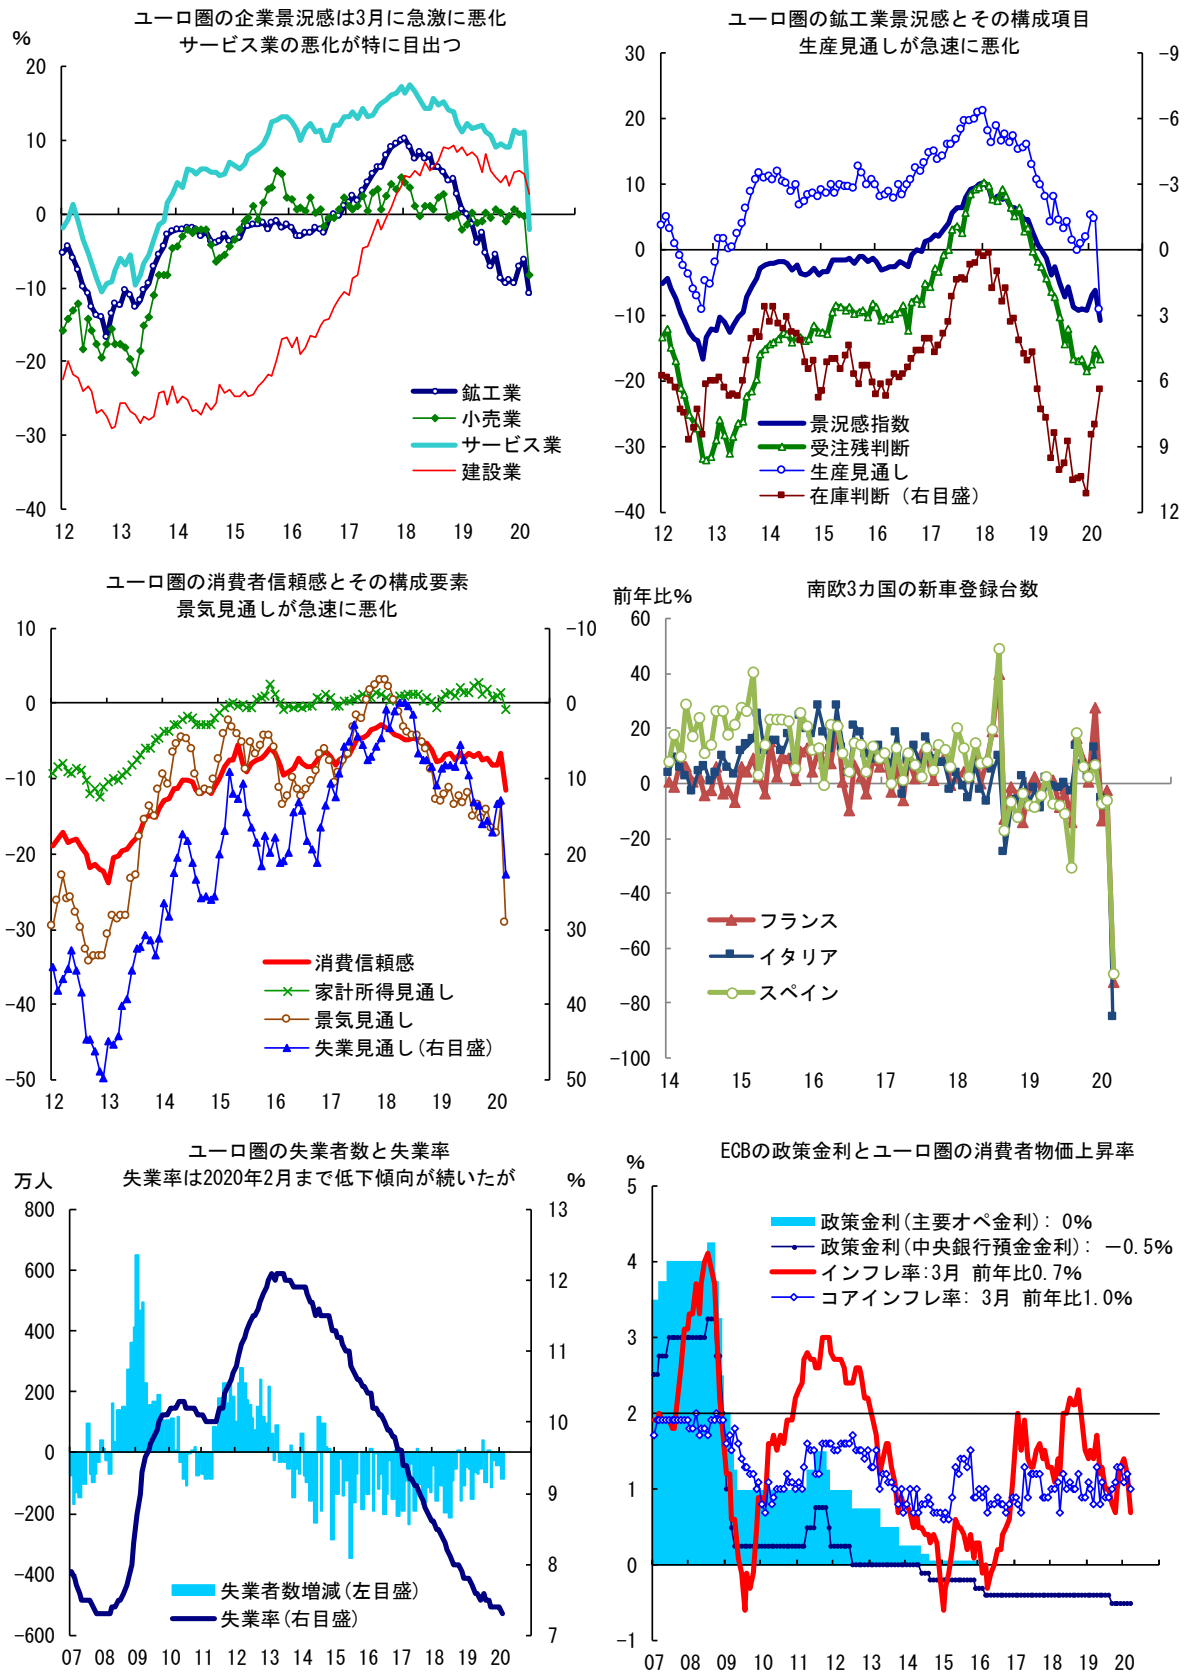 ユーロ圏の企業景況感は3月に急激に悪化
サービス業の悪化が特に目出つ
%
20
10
0
-10
-20
-30
-40
鉱工業
小売業
サービス業
建設業
12 13 14 15 16 17 18 19 20
ユーロ圏の鉱工業景況感とその構成項目
生産見通しが急速に悪化
30
20
10
0
-10
-20
-30
-40
-9
-6
-3
0
3
6
9
12
景況感指数
受注残判断
生産見通し
在庫判断（右目盛）
12 13 14 15 16 17 18 19 20
ユーロ圏の消費者信頼感とその構成要素
景気見通しが急速に悪化
10
0
-10
-20
-30
-40
-50
-10
0
10
20
30
40
50
消費信頼感
家計所得見通し
景気見通し
失業見通し(右目盛)
12 13 14 15 16 17 18 19 20
南欧3カ国の新車登録台数
前年比%
60
40
20
0
-20
-40
-60
-80
-100
フランス
イタリア
スペイン
14 15 16 17 18 19 20
ユーロ圏の失業者数と失業率
失業率は2020年2月まで低下傾向が続いたが
万人
%
800
600
400
200
0
-200
-400
-600
13
12
11
10
9
8
7
失業者数増減(左目盛)
失業率(右目盛)
07 08 09 10 11 12 13 14 15 16 17 18 19 20
ECBの政策金利とユーロ圏の消費者物価上昇率
%
5
4
3
2
1
0
-1
政策金利(主要オペ金利): 0%
政策金利(中央銀行預金金利): －0.5%
インフレ率:3月 前年比0.7%
コアインフレ率: 3月 前年比1.0%
07 08 09 10 11 12 13 14 15 16 17 18 19 20